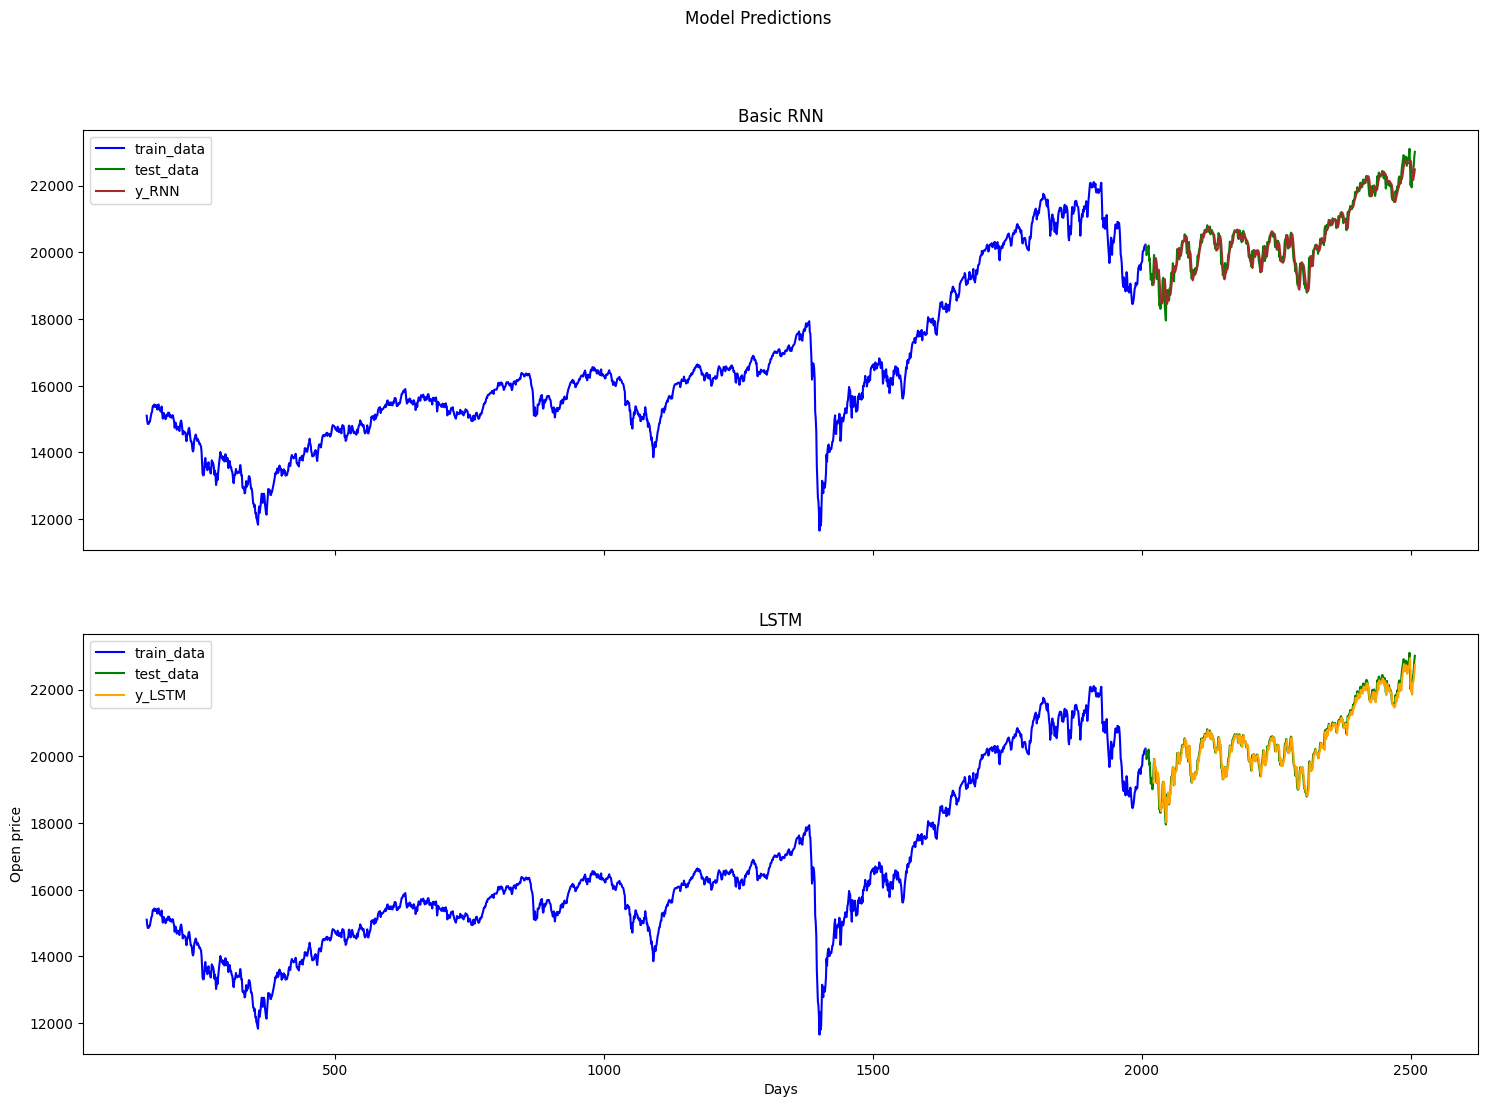 Model Predictions
Basic RNN
train_data
test_data
y_RNN
22000
20000
18000
16000
14000
12000
LSTM
train_data
test_data
y_LSTM
22000
20000
18000
16000
14000
12000
Open price
500 1000 1500 2000 2500
Days